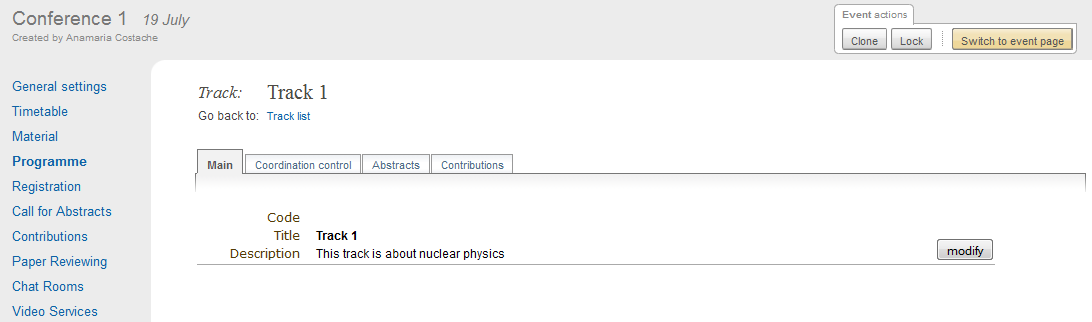 Conference 1 19 July
Created by Anamaria Costache
Event actions
Clone Lock Switch to event page
General settings
Timetable
Material
Programme
Registration
Call for Abstracts
Contributions
Paper Reviewing
Chat Rooms
Video Services
Track: Track 1
Go back to: Track list
Main Coordination control Abstracts Contributions
Code
Title Track 1
Description This track is about nuclear physics
modify